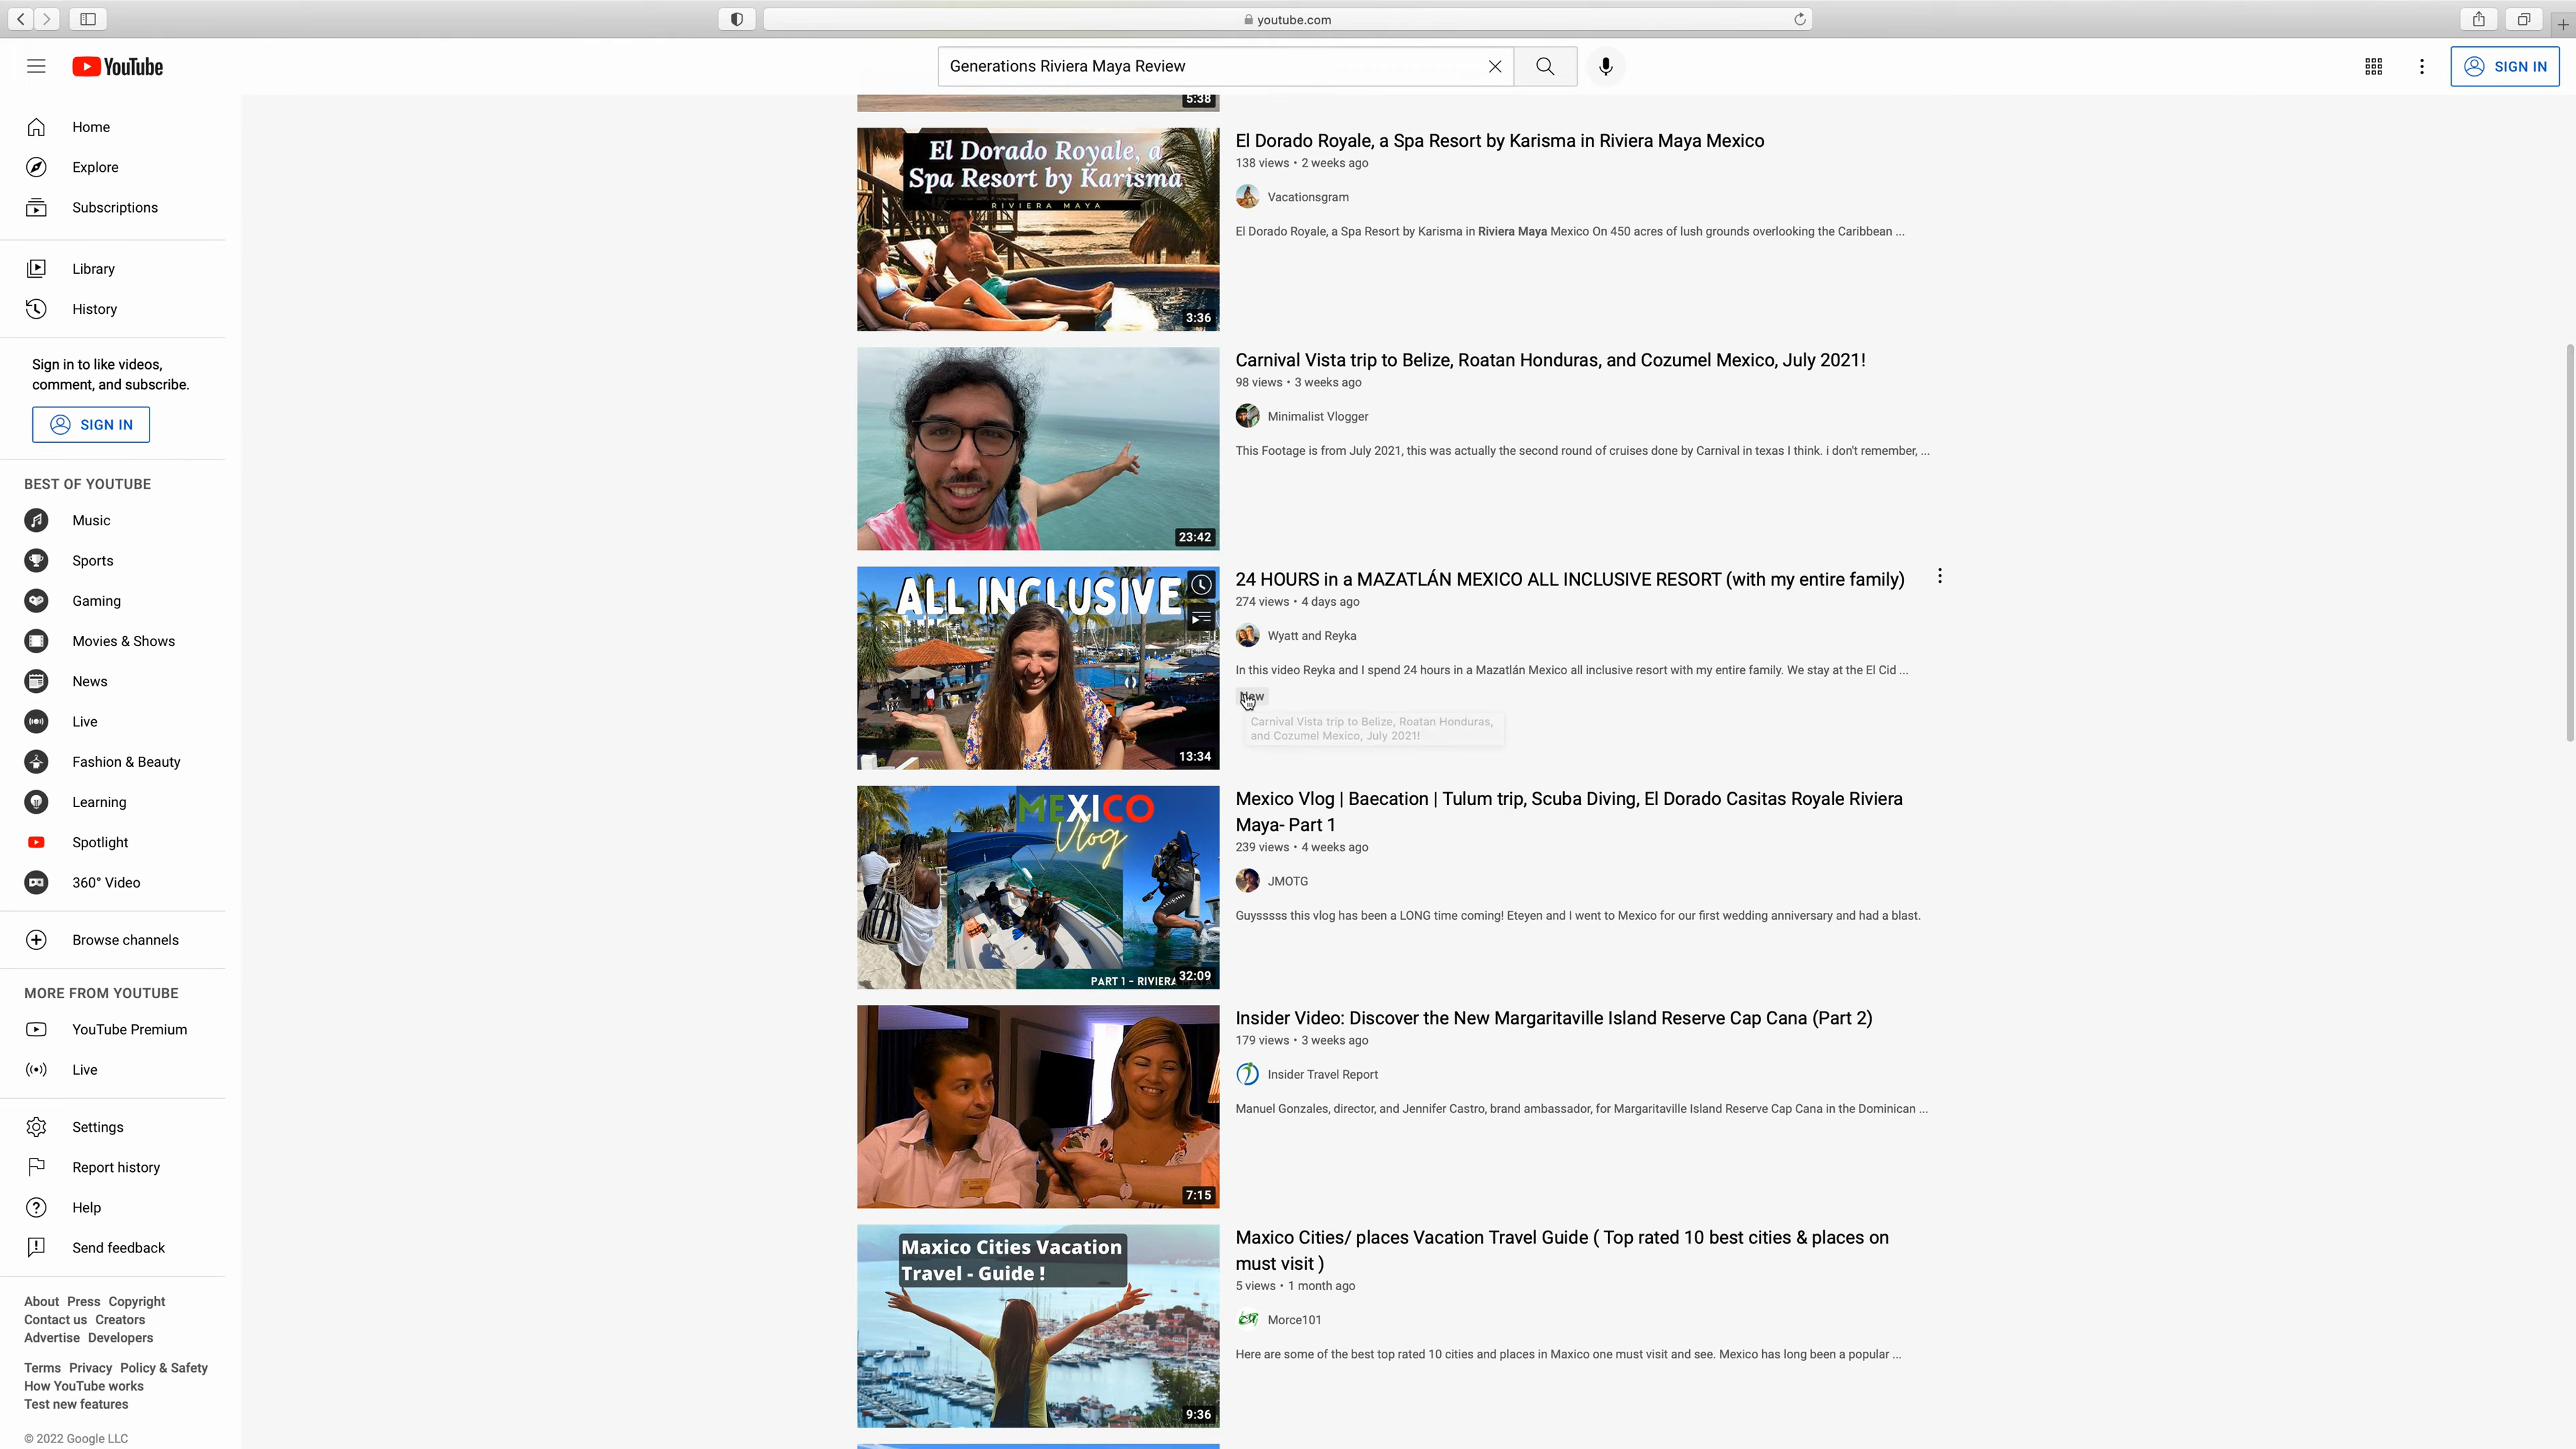 youtube.com
YouTube
Generations Riviera Maya Review
SIGN IN
Home
Explore
Subscriptions
Library
History
Sign in to like videos,
comment, and subscribe.
SIGN IN
BEST OF YOUTUBE
Music
Sports
Gaming
Movies & Shows
News
Live
Fashion & Beauty
Learning
Spotlight
360° Video
Browse channels
MORE FROM YOUTUBE
YouTube Premium
Live
Settings
Report history
Help
Send feedback
About Press Copyright
Contact us Creators
Advertise Developers
Terms Privacy Policy & Safety
How YouTube works
Test new features
© 2022 Google LLC
5:38
El Dorado Royale, a
Spa Resort by Karisma
RIVIERA MAYA
3:36
El Dorado Royale, a Spa Resort by Karisma in Riviera Maya Mexico
138 views • 2 weeks ago
Vacationsgram
El Dorado Royale, a Spa Resort by Karisma in Riviera Maya Mexico On 450 acres of lush grounds overlooking the Caribbean ...
23:42
Carnival Vista trip to Belize, Roatan Honduras, and Cozumel Mexico, July 2021!
98 views • 3 weeks ago
Minimalist Vlogger
This Footage is from July 2021, this was actually the second round of cruises done by Carnival in texas I think. i don't remember, ...
ALL INCLUSIVE
13:34
24 HOURS in a MAZATLÁN MEXICO ALL INCLUSIVE RESORT (with my entire family)
274 views • 4 days ago
Wyatt and Reyka
In this video Reyka and I spend 24 hours in a Mazatlán Mexico all inclusive resort with my entire family. We stay at the El Cid ...
New
Carnival Vista trip to Belize, Roatan Honduras,
and Cozumel Mexico, July 2021!
MEXICO
Vlog
PART 1 - RIVIERA
32:09
Mexico Vlog | Baecation | Tulum trip, Scuba Diving, El Dorado Casitas Royale Riviera
Maya- Part 1
239 views • 4 weeks ago
JMOTG
Guysssss this vlog has been a LONG time coming! Eteyen and I went to Mexico for our first wedding anniversary and had a blast.
7:15
Insider Video: Discover the New Margaritaville Island Reserve Cap Cana (Part 2)
179 views • 3 weeks ago
Insider Travel Report
Manuel Gonzales, director, and Jennifer Castro, brand ambassador, for Margaritaville Island Reserve Cap Cana in the Dominican ...
Maxico Cities Vacation
Travel - Guide !
9:36
Maxico Cities/ places Vacation Travel Guide ( Top rated 10 best cities & places on
must visit )
5 views • 1 month ago
Morce101
Here are some of the best top rated 10 cities and places in Maxico one must visit and see. Mexico has long been a popular ...